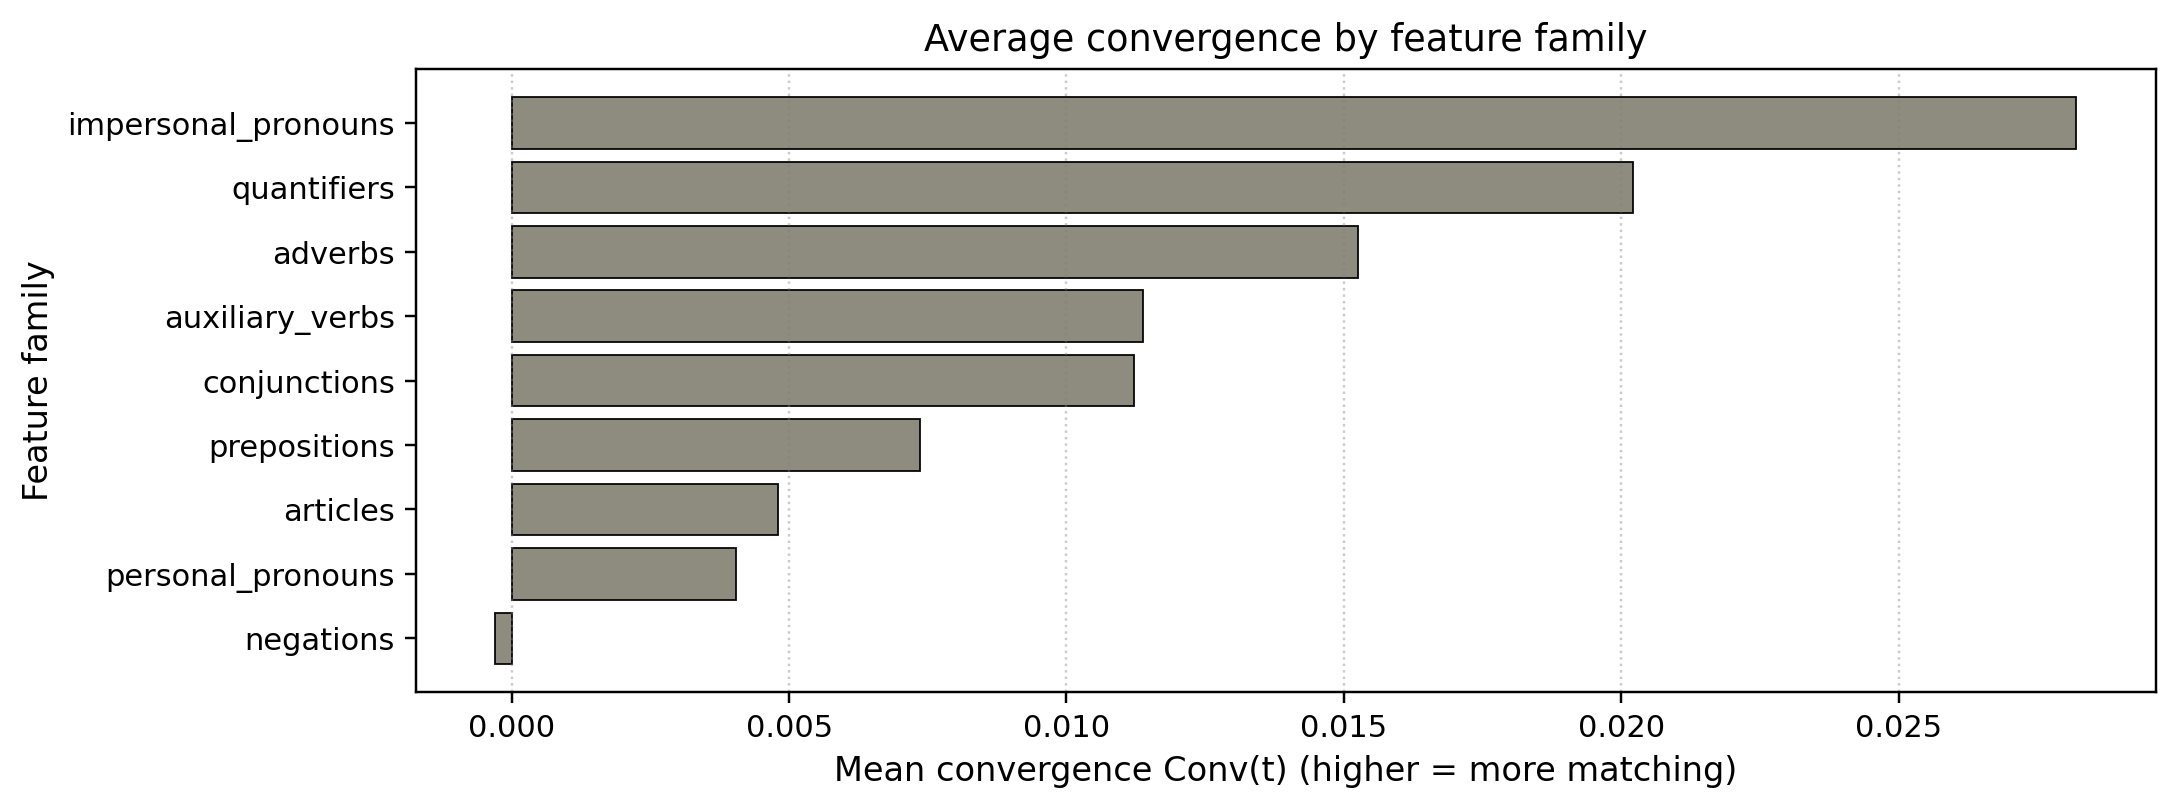 Average convergence by feature family
Feature family
impersonal_pronouns
quantifiers
adverbs
auxiliary_verbs
conjunctions
prepositions
articles
personal_pronouns
negations
0.000 0.005 0.010 0.015 0.020 0.025
Mean convergence Conv(t) (higher = more matching)